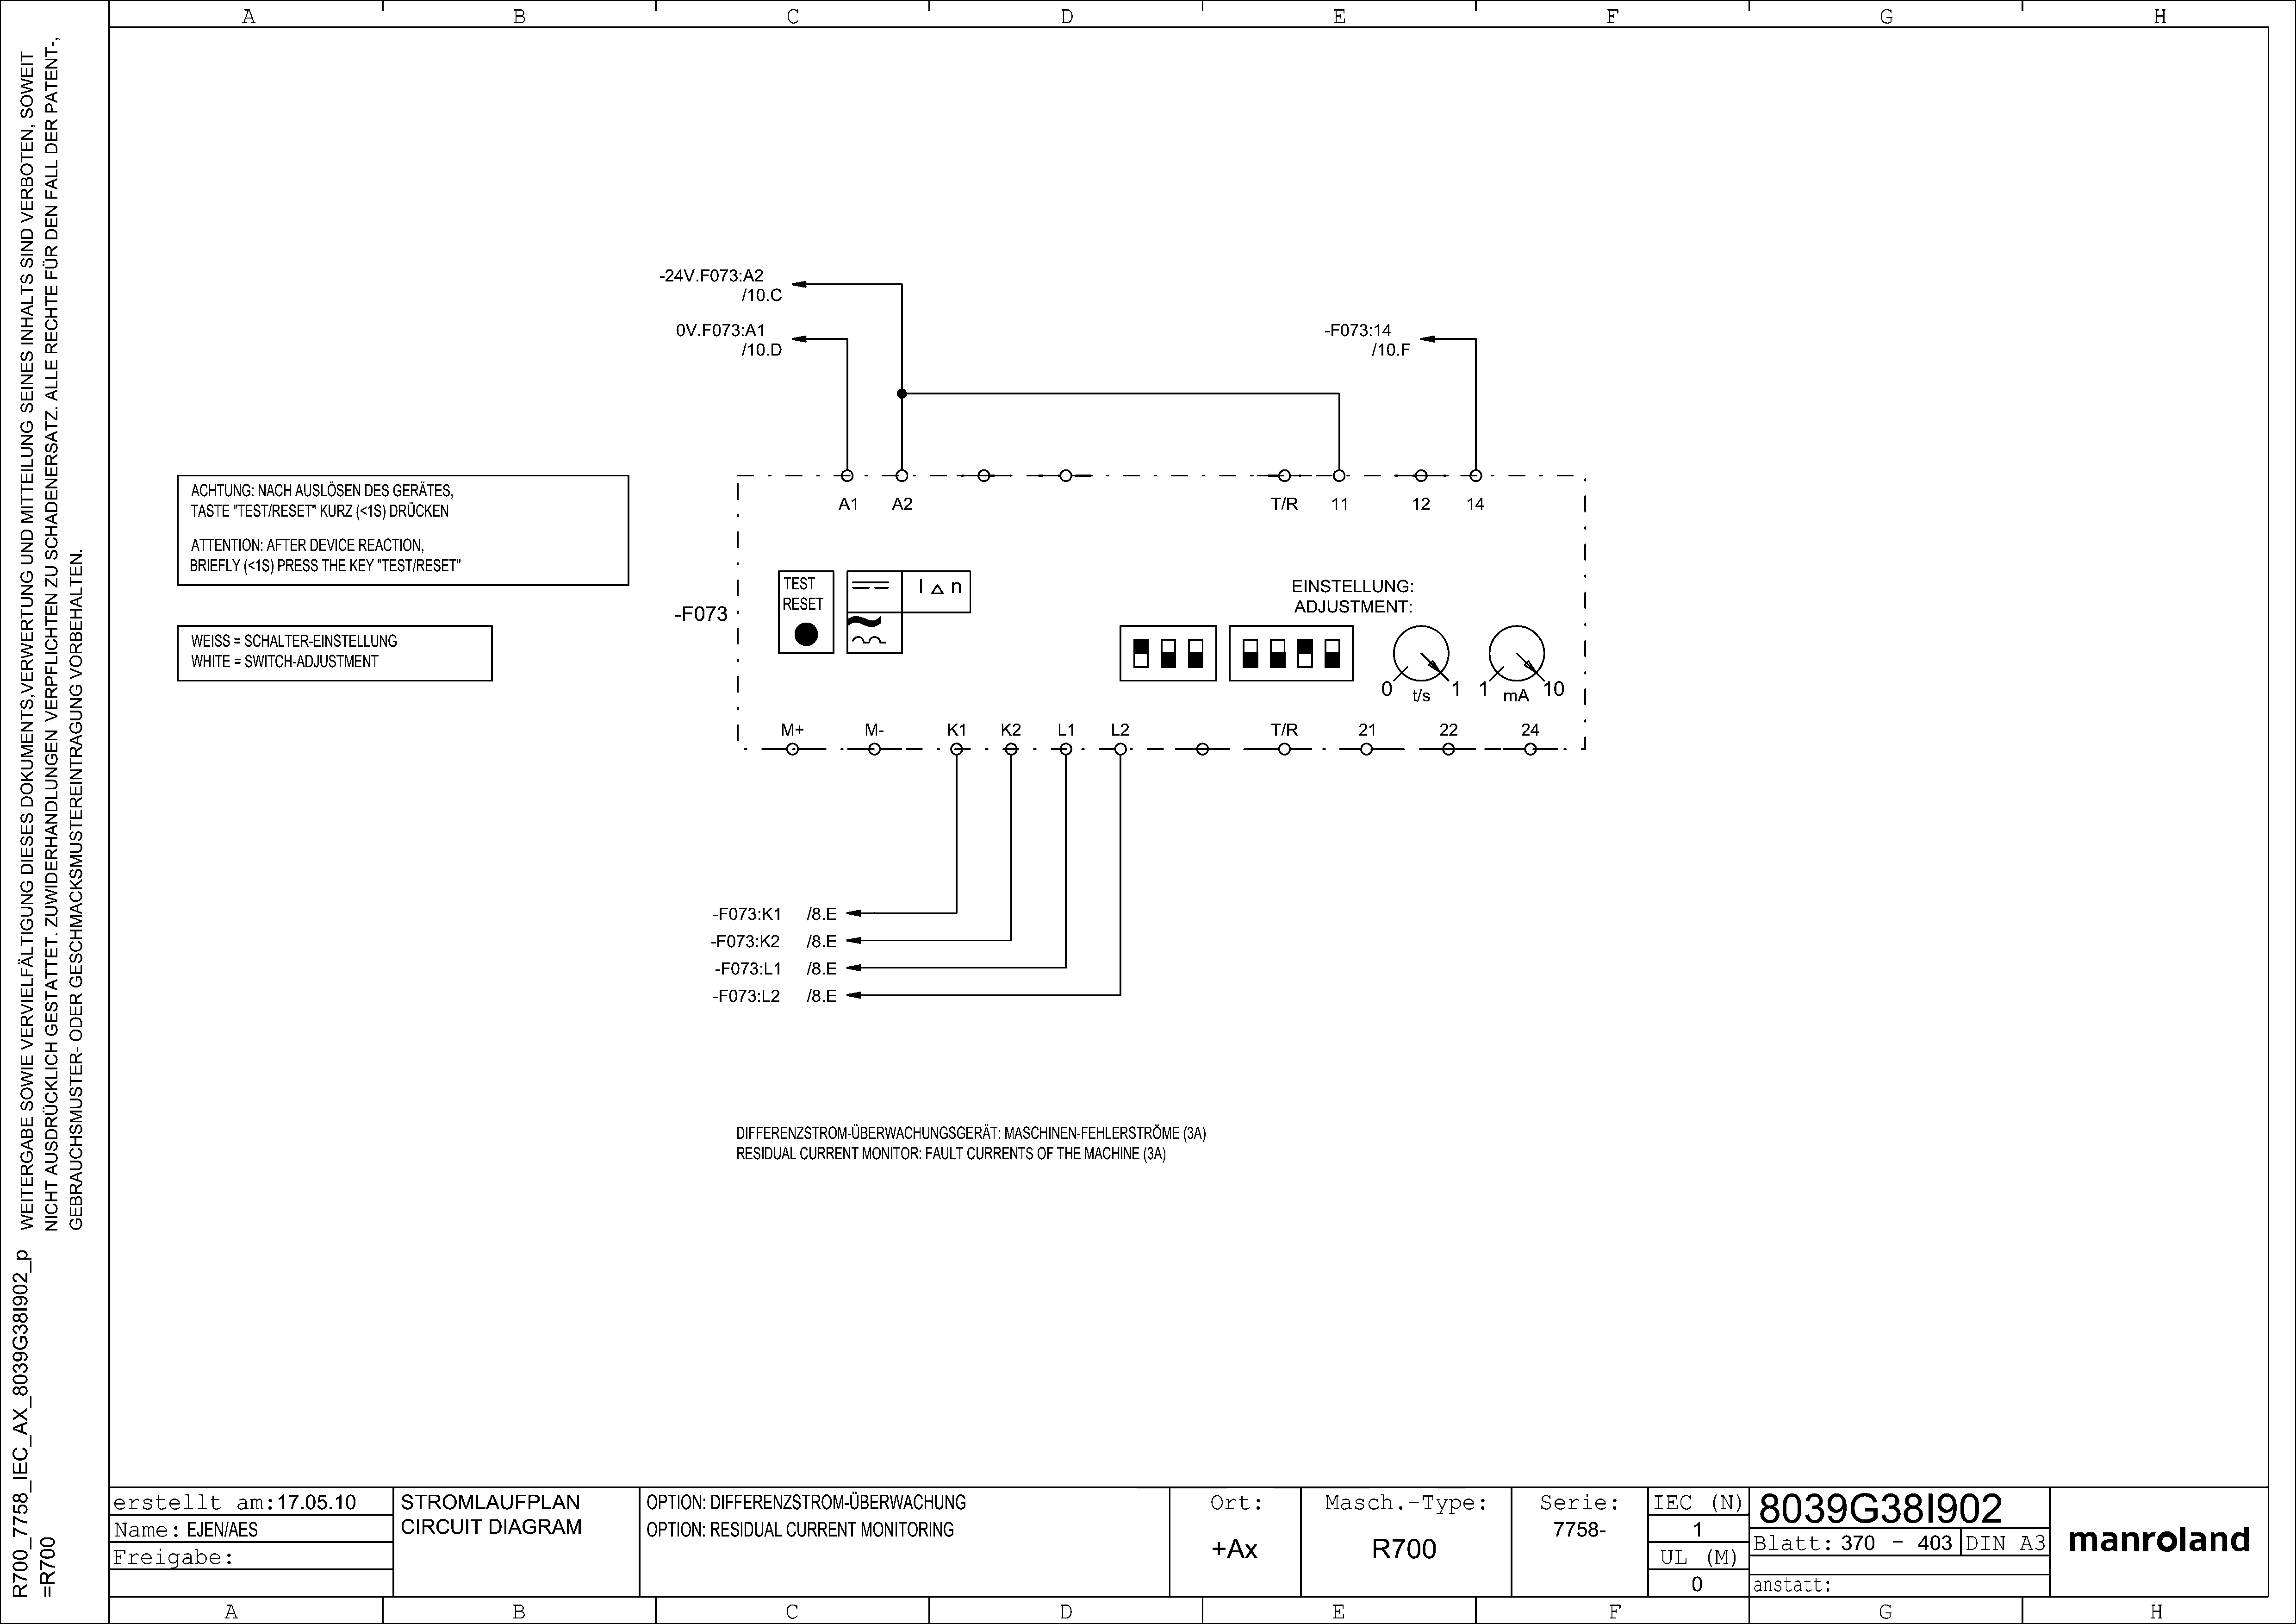 A B C D E F G H
WEITERGABE SOWIE VERVIELFÄLTIGUNG DIESES DOKUMENTS,VERWERTUNG UND MITTEILUNG SEINES INHALTS SIND VERBOTEN, SOWEIT
NICHT AUSDRÜCKLICH GESTATTET. ZUWIDERHANDLUNGEN VERPFLICHTEN ZU SCHADENERSATZ. ALLE RECHTE FÜR DEN FALL DER PATENT-,
GEBRAUCHSMUSTER- ODER GESCHMACKSMUSTEREINTRAGUNG VORBEHALTEN.
R700_7758_IEC_AX_8039G38I902_p
=R700
-24V.F073:A2
/10.C
0V.F073:A1
/10.D
-F073:14
/10.F
ACHTUNG: NACH AUSLÖSEN DES GERÄTES,
TASTE "TEST/RESET" KURZ (<1S) DRÜCKEN
ATTENTION: AFTER DEVICE REACTION,
BRIEFLY (<1S) PRESS THE KEY "TEST/RESET"
WEISS = SCHALTER-EINSTELLUNG
WHITE = SWITCH-ADJUSTMENT
A1 A2 T/R 11 12 14
-F073
TEST
RESET
I △ n
EINSTELLUNG:
ADJUSTMENT:
0 t/s 1 1 mA 10
M+ M- K1 K2 L1 L2 T/R 21 22 24
-F073:K1 /8.E
-F073:K2 /8.E
-F073:L1 /8.E
-F073:L2 /8.E
DIFFERENZSTROM-ÜBERWACHUNGSGERÄT: MASCHINEN-FEHLERSTRÖME (3A)
RESIDUAL CURRENT MONITOR: FAULT CURRENTS OF THE MACHINE (3A)
erstellt am:17.05.10
Name: EJEN/AES
Freigabe:
STROMLAUFPLAN
CIRCUIT DIAGRAM
OPTION: DIFFERENZSTROM-ÜBERWACHUNG
OPTION: RESIDUAL CURRENT MONITORING
Ort:
+Ax
Masch.-Type:
R700
Serie:
7758-
IEC (N)
1
UL (M)
0
8039G38I902
Blatt: 370 - 403 DIN A3
anstatt:
manroland
A B C D E F G H